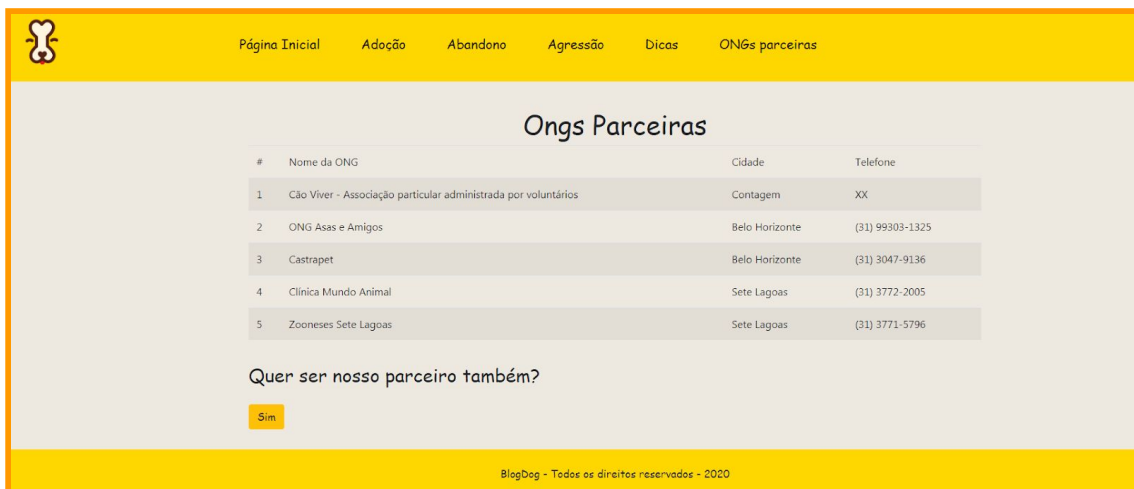 Página Inicial Adoção Abandono Agressão Dicas ONGs parceiras
Ongs Parceiras
# Nome da ONG Cidade Telefone
1 Cão Viver - Associação particular administrada por voluntários Contagem XX
2 ONG Asas e Amigos Belo Horizonte (31) 99303-1325
3 Castrapet Belo Horizonte (31) 3047-9136
4 Clínica Mundo Animal Sete Lagoas (31) 3772-2005
5 Zooneses Sete Lagoas Sete Lagoas (31) 3771-5796
Quer ser nosso parceiro também?
Sim
BlogDog - Todos os direitos reservados - 2020